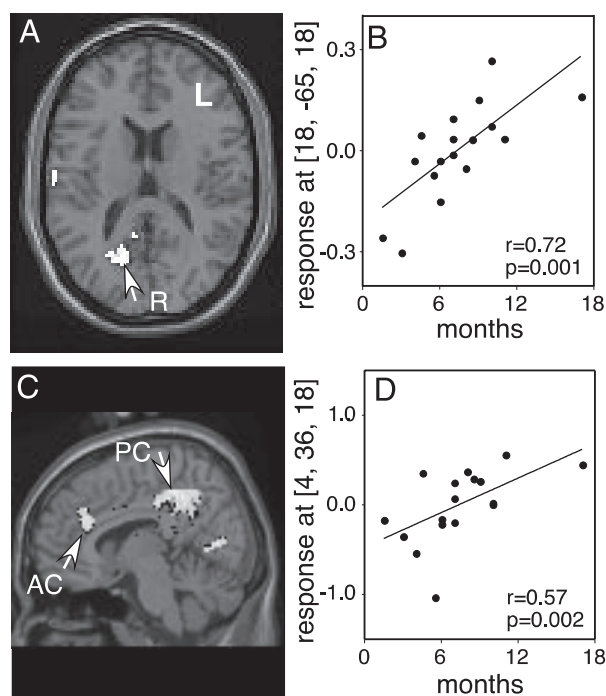 A
L
R
B
response at [18, -65, 18]
0.3
0.0
-0.3
r=0.72
p=0.001
0 6 12 18
months
C
PC
AC
D
response at [4, 36, 18]
1.0
0.0
-1.0
r=0.57
p=0.002
0 6 12 18
months